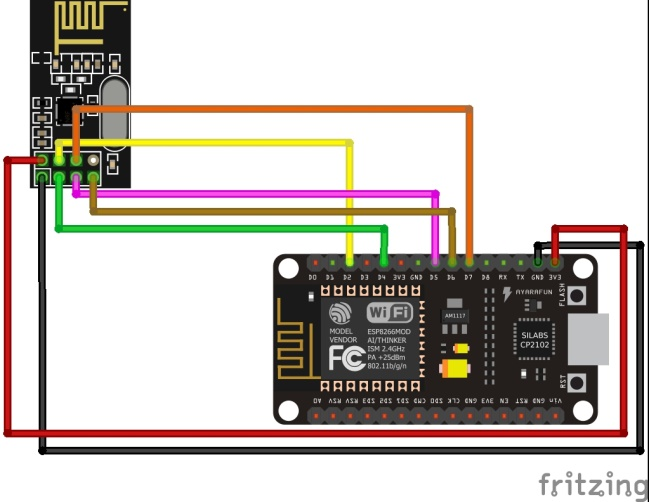 D0 D1 D2 D3 D4 3V3 GND D5 D6 D7 D8 RX TX GND 3V3
AYARAFUN
FLASH
WiFi
MODEL
VENDOR
ESP8266MOD
AI/THINKER
ISM 2.4GHz
PA +25dBm
802.11b/g/n
FC
AM1117
SILABS
CP2102
RST
A0 RSV RSV SD3 SD2 SD1 CMD SD0 CLK GND 3V3 EN RST GND Vin
fritzing